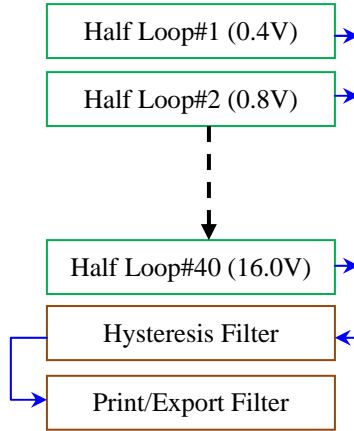 Half Loop#1 (0.4V)
Half Loop#2 (0.8V)
Half Loop#40 (16.0V)
Hysteresis Filter
Print/Export Filter